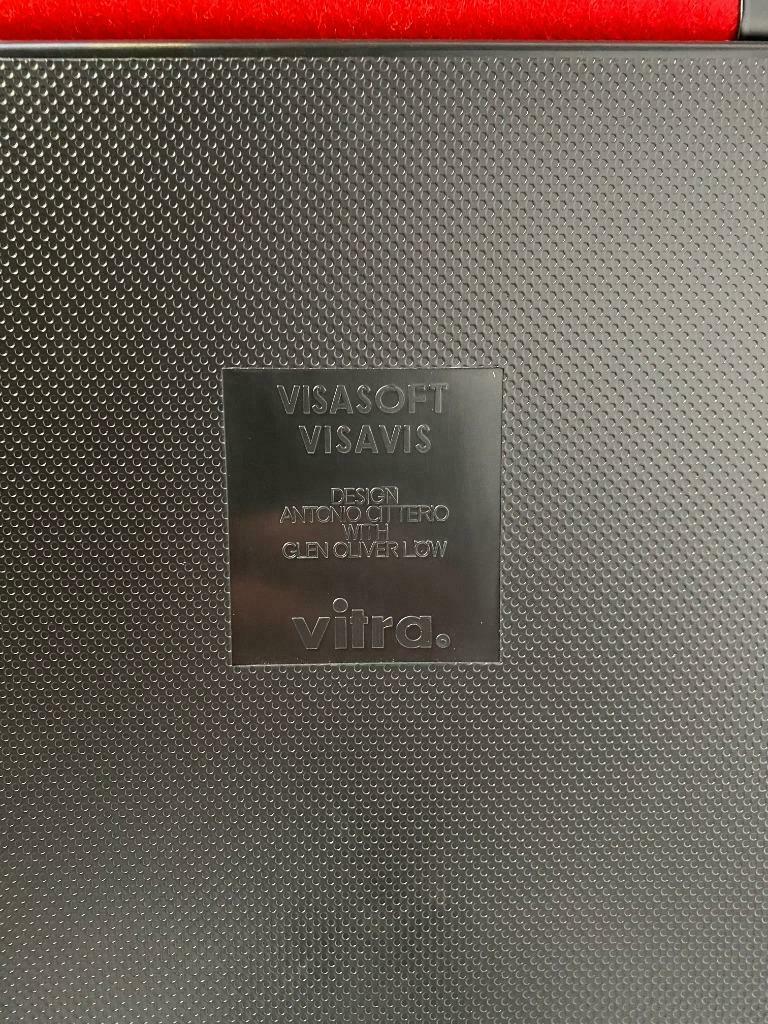 VISASOFT
VISAVIS
DESIGN
ANTONIO CITTERIO
WITH
GLEN OLIVER LÖW
vitra.